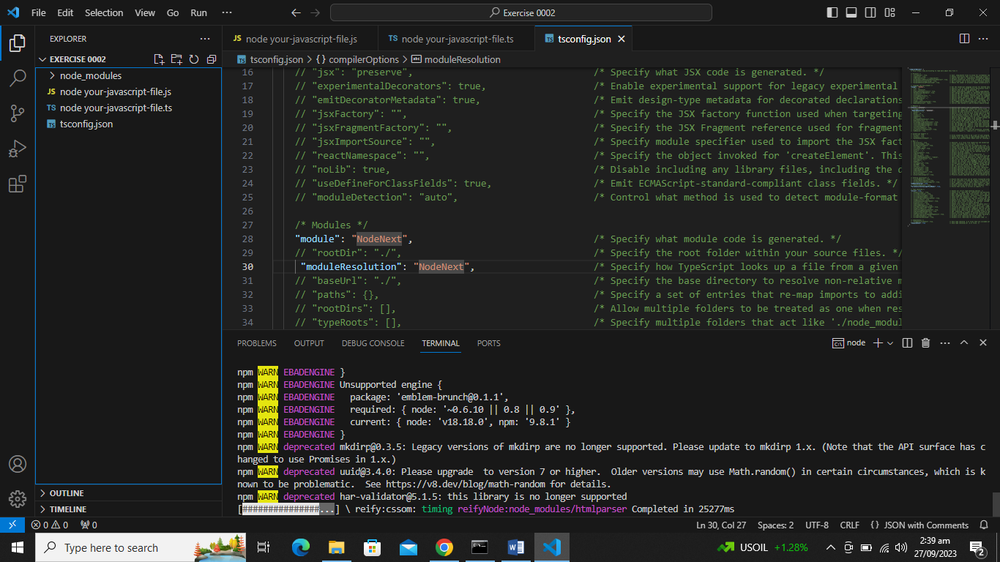 File Edit Selection View Go Run ···
Exercise 0002
EXPLORER ···
EXERCISE 0002
node_modules
JS node your-javascript-file.js
TS node your-javascript-file.ts
tsconfig.json
OUTLINE
TIMELINE
JS node your-javascript-file.js TS node your-javascript-file.ts tsconfig.json
tsconfig.json > {} compilerOptions > moduleResolution
16 // "jsx": "preserve", /* Specify what JSX code is generated. */
17 // "experimentalDecorators": true, /* Enable experimental support for legacy experimental
18 // "emitDecoratorMetadata": true, /* Emit design-type metadata for decorated declarations
19 // "jsxFactory": "", /* Specify the JSX factory function used when targeting
20 // "jsxFragmentFactory": "", /* Specify the JSX Fragment reference used for fragment
21 // "jsxImportSource": "", /* Specify module specifier used to import the JSX fact
22 // "reactNamespace": "", /* Specify the object invoked for 'createElement'. This
23 // "noLib": true, /* Disable including any library files, including the d
24 // "useDefineForClassFields": true, /* Emit ECMAScript-standard-compliant class fields. */
25 // "moduleDetection": "auto", /* Control what method is used to detect module-format
26
27 /* Modules */
28 "module": "NodeNext", /* Specify what module code is generated. */
29 // "rootDir": "./", /* Specify the root folder within your source files. */
30 "moduleResolution": "NodeNext", /* Specify how TypeScript looks up a file from a given
31 // "baseUrl": "./", /* Specify the base directory to resolve non-relative m
32 // "paths": {}, /* Specify a set of entries that re-map imports to addi
33 // "rootDirs": [], /* Allow multiple folders to be treated as one when res
34 // "typeRoots": [], /* Specify multiple folders that act like './node_modul
PROBLEMS OUTPUT DEBUG CONSOLE TERMINAL PORTS node
npm WARN EBADENGINE }
npm WARN EBADENGINE Unsupported engine {
npm WARN EBADENGINE   package: 'emblem-brunch@0.1.1',
npm WARN EBADENGINE   required: { node: '~0.6.10 || 0.8 || 0.9' },
npm WARN EBADENGINE   current: { node: 'v18.18.0', npm: '9.8.1' }
npm WARN EBADENGINE }
npm WARN deprecated mkdirp@0.3.5: Legacy versions of mkdirp are no longer supported. Please update to mkdirp 1.x. (Note that the API surface has c
hanged to use Promises in 1.x.)
npm WARN deprecated uuid@3.4.0: Please upgrade  to version 7 or higher.  Older versions may use Math.random() in certain circumstances, which is k
nown to be problematic.  See https://v8.dev/blog/math-random for details.
npm WARN deprecated har-validator@5.1.5: this library is no longer supported
[##############...] \ reify:cssom: timing reifyNode:node_modules/htmlparser Completed in 25277ms
0 0 0 Ln 30, Col 27 Spaces: 2 UTF-8 CRLF {} JSON with Comments
Type here to search USOIL +1.28% 2:39 am
27/09/2023 2